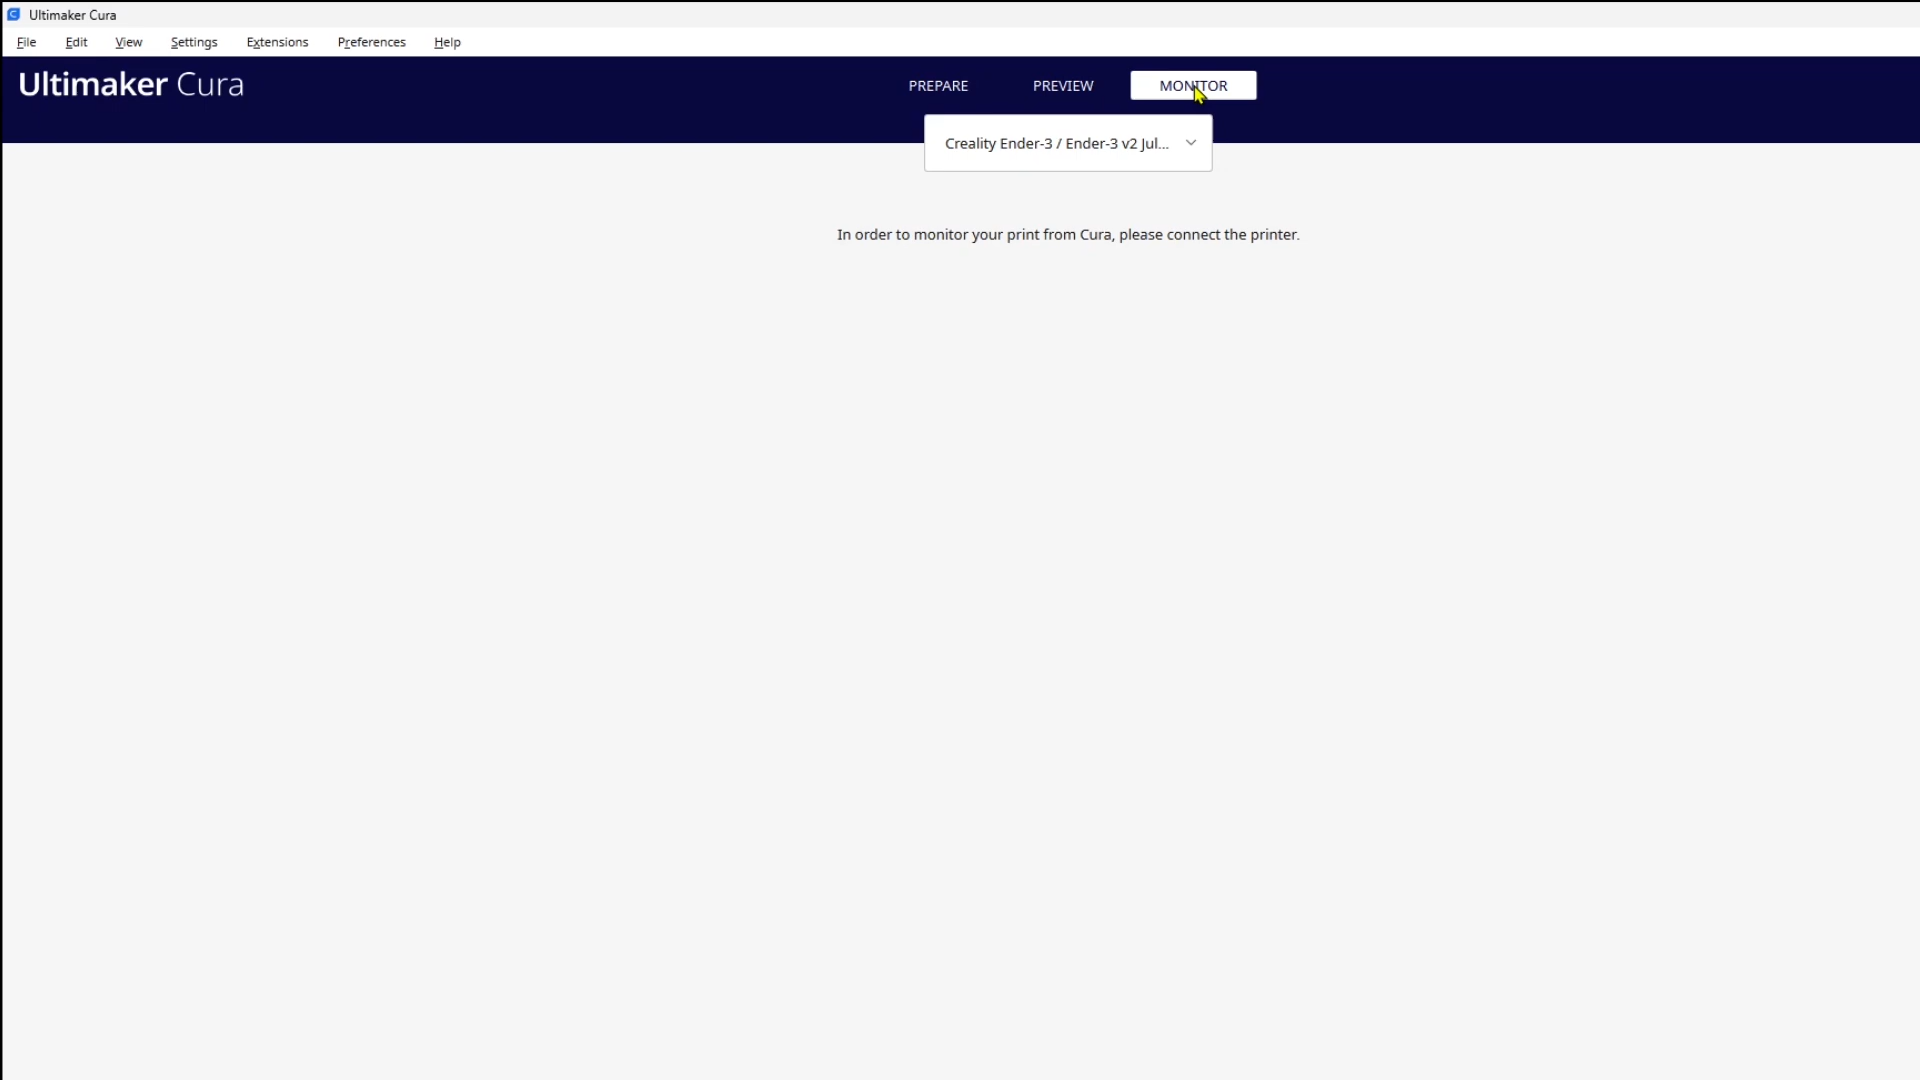 Ultimaker Cura
File Edit View Settings Extensions Preferences Help
Ultimaker Cura
PREPARE PREVIEW MONITOR
Creality Ender-3 / Ender-3 v2 Jul...
In order to monitor your print from Cura, please connect the printer.